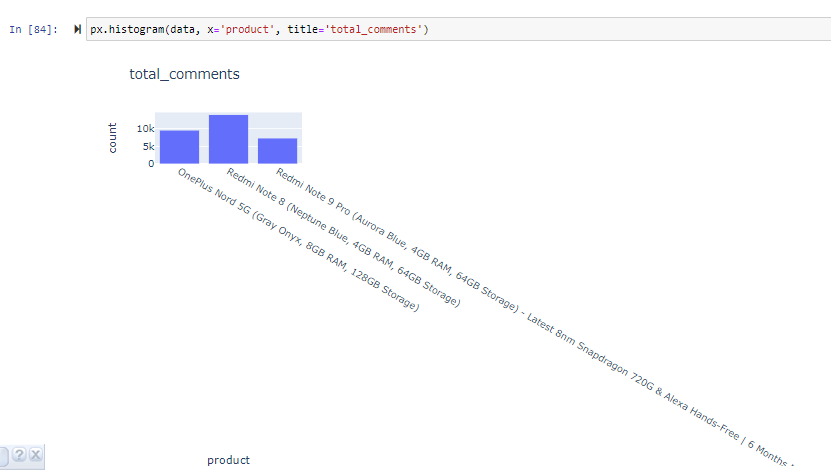 In [84]:
px.histogram(data, x='product', title='total_comments')
total_comments
count
10k
5k
0
OnePlus Nord 5G (Gray Onyx, 8GB RAM, 128GB Storage)
Redmi Note 8 (Neptune Blue, 4GB RAM, 64GB Storage)
Redmi Note 9 Pro (Aurora Blue, 4GB RAM, 64GB Storage) - Latest 8nm Snapdragon 720G & Alexa Hands-Free | 6 Months
product